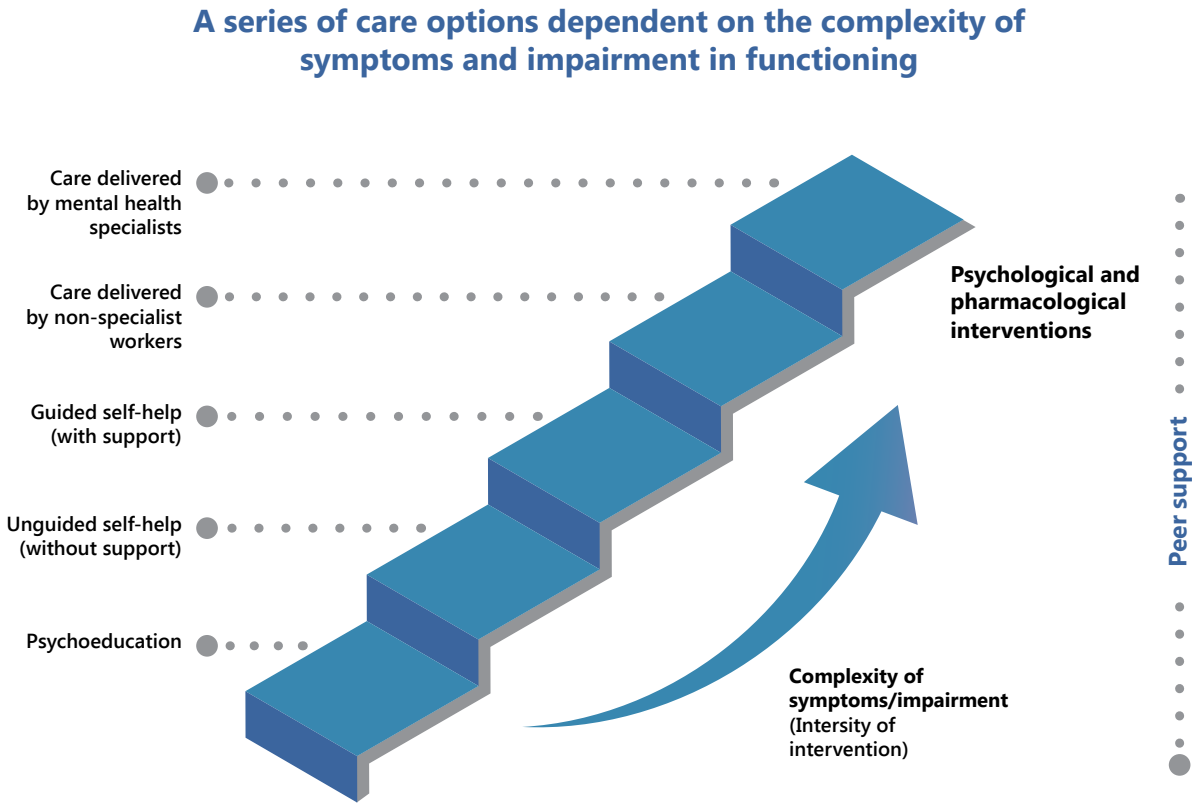 A series of care options dependent on the complexity of
symptoms and impairment in functioning
Care delivered
by mental health
specialists
Care delivered
by non-specialist
workers
Guided self-help
(with support)
Unguided self-help
(without support)
Psychoeducation
Psychological and
pharmacological
interventions
Complexity of
symptoms/impairment
(Intersity of
intervention)
Peer support